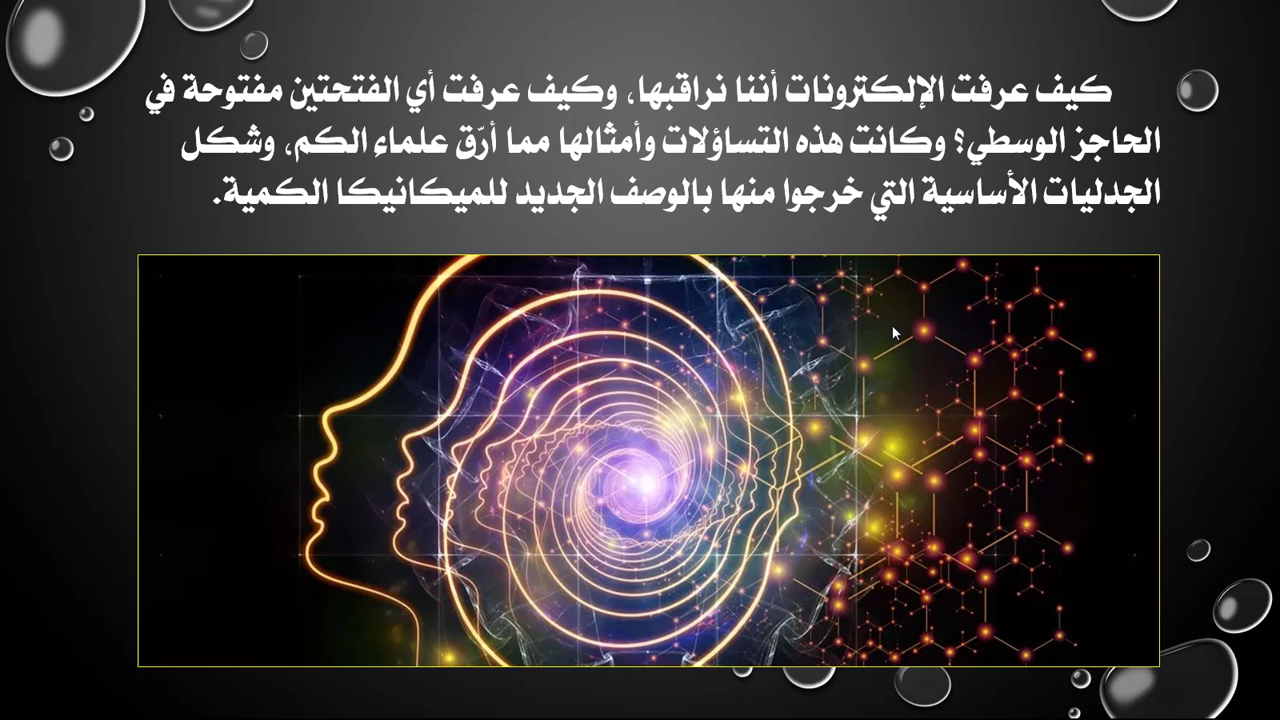 كيف عرفت الإلكترونات أننا نراقبها، وكيف عرفت أي الفتحتين مفتوحة في
الحاجز الوسطي؟ وكانت هذه التساؤلات وأمثالها مما أرّق علماء الكم، وشكل
الجدليات الأساسية التي خرجوا منها بالوصف الجديد للميكانيكا الكمية.